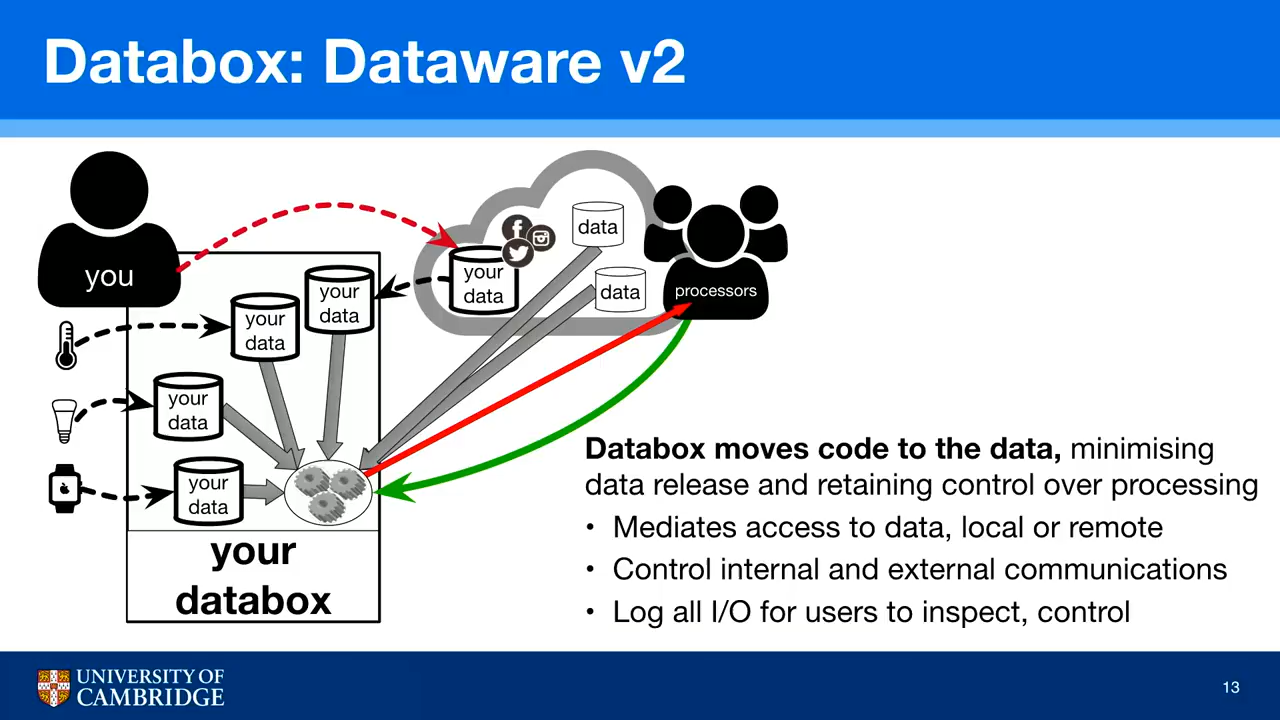 Databox: Dataware v2
you
your
data
your
data
your
data
your
data
your
data
data
data
processors
your
databox
Databox moves code to the data, minimising
data release and retaining control over processing
• Mediates access to data, local or remote
• Control internal and external communications
• Log all I/O for users to inspect, control
UNIVERSITY OF
CAMBRIDGE
13